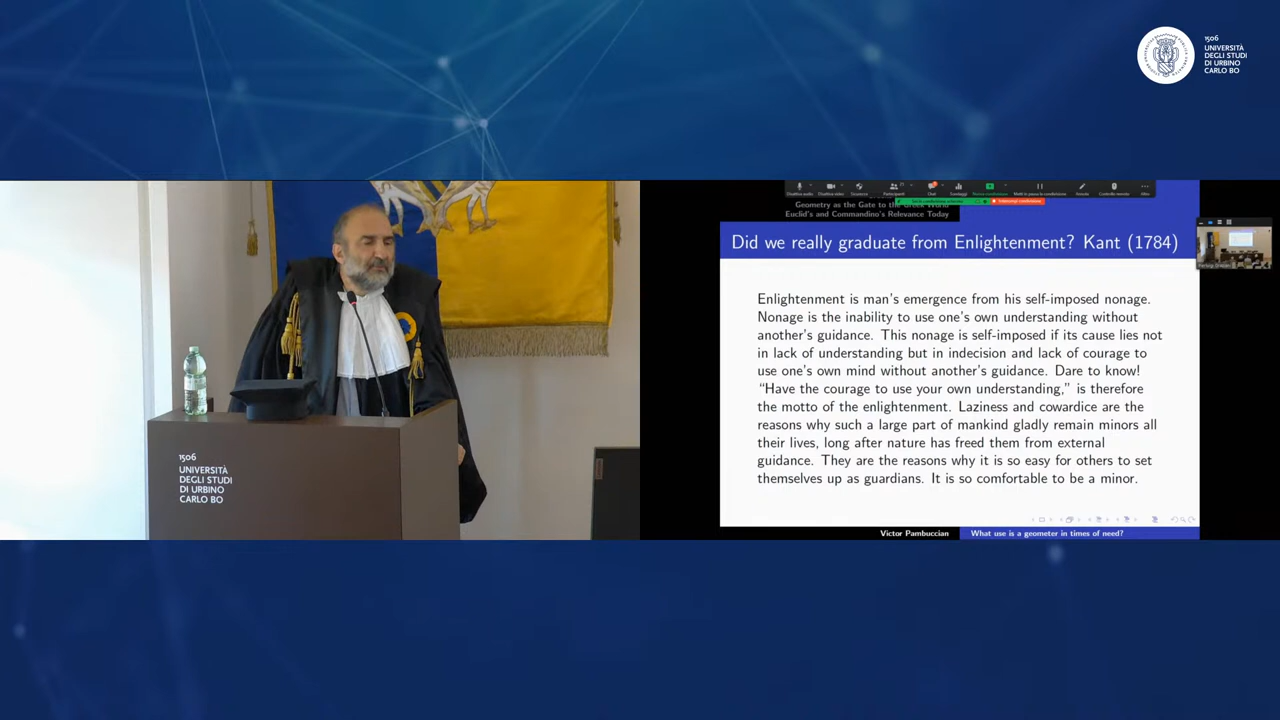 1506
UNIVERSITÀ
DEGLI STUDI
DI URBINO
CARLO BO
1506
UNIVERSITÀ
DEGLI STUDI
DI URBINO
CARLO BO
Geometry as the Gate to the Greek World
Euclid's and Commandino's Relevance Today
Did we really graduate from Enlightenment? Kant (1784)
Enlightenment is man's emergence from his self-imposed nonage.
Nonage is the inability to use one's own understanding without
another's guidance. This nonage is self-imposed if its cause lies not
in lack of understanding but in indecision and lack of courage to
use one's own mind without another's guidance. Dare to know!
“Have the courage to use your own understanding,” is therefore
the motto of the enlightenment. Laziness and cowardice are the
reasons why such a large part of mankind gladly remain minors all
their lives, long after nature has freed them from external
guidance. They are the reasons why it is so easy for others to set
themselves up as guardians. It is so comfortable to be a minor.
Victor Pambuccian
What use is a geometer in times of need?